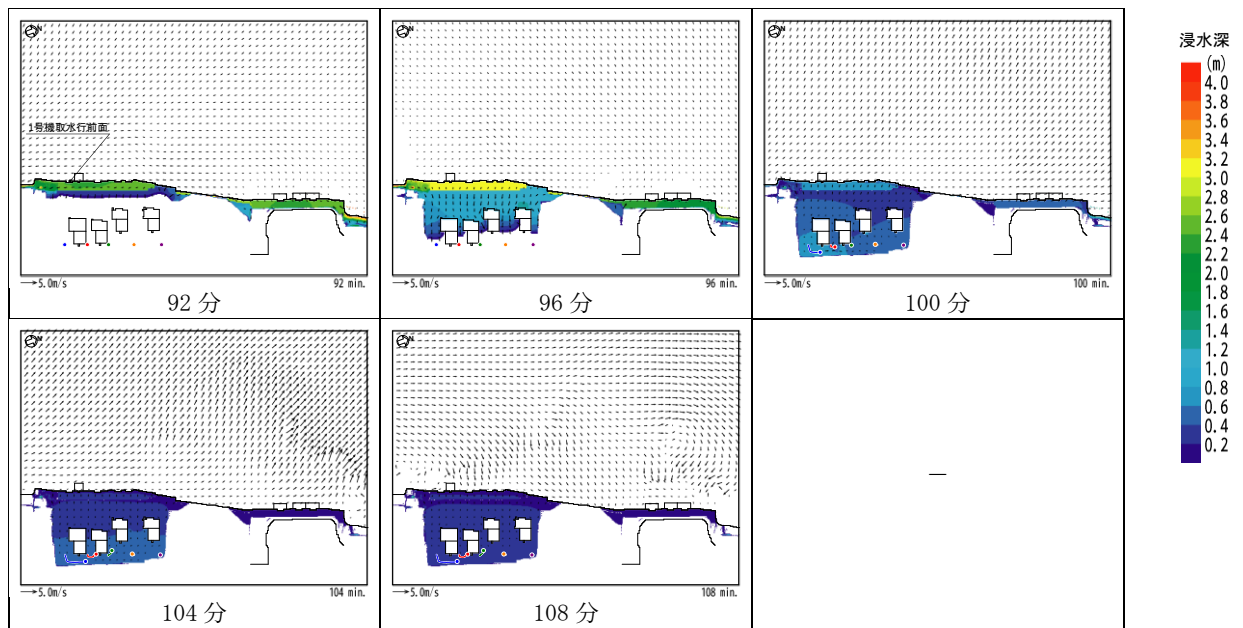 N
1号機取水行前面
5.0m/s
92 min.
92 分
N
5.0m/s
96 min.
96 分
N
5.0m/s
100 min.
100 分
N
5.0m/s
104 min.
104 分
N
5.0m/s
108 min.
108 分
―
浸水深
(m)
4.0
3.8
3.6
3.4
3.2
3.0
2.8
2.6
2.4
2.2
2.0
1.8
1.6
1.4
1.2
1.0
0.8
0.6
0.4
0.2